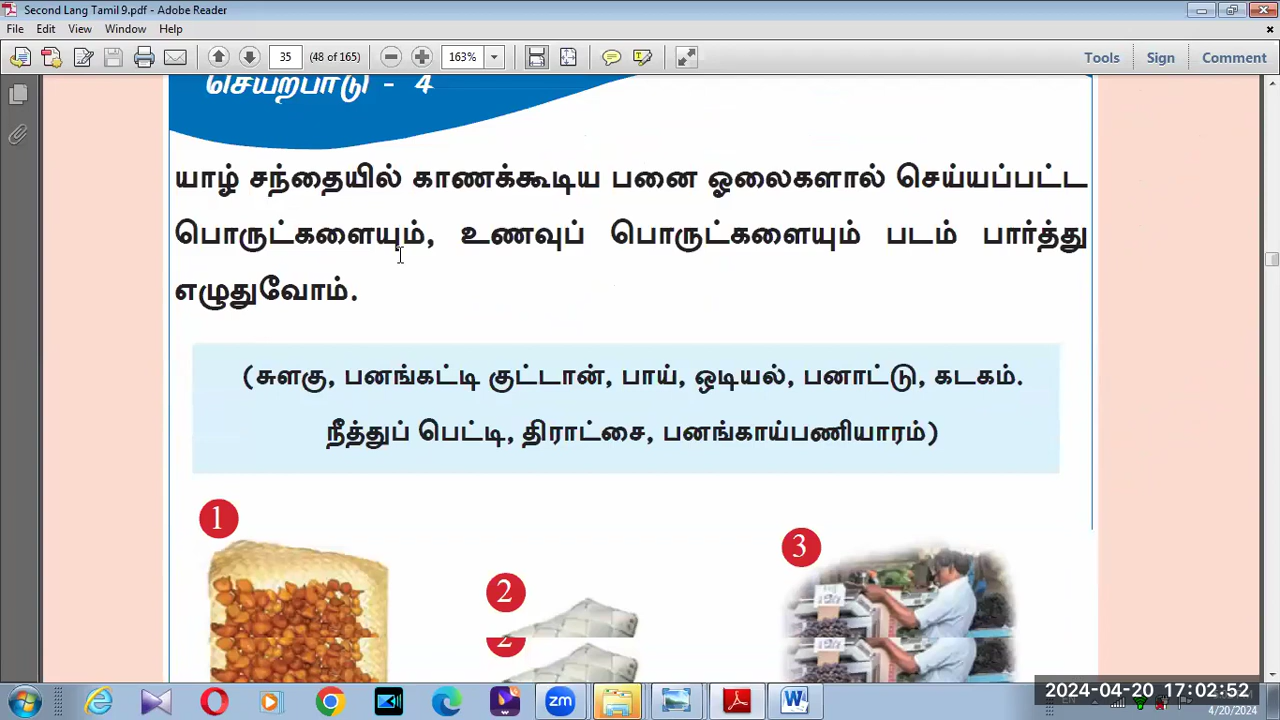 Second Lang Tamil 9.pdf - Adobe Reader
File Edit View Window Help
35 (48 of 165) 163% Tools Sign Comment
செயற்பாடு - 4
யாழ் சந்தையில் காணக்கூடிய பனை ஓலைகளால் செய்யப்பட்ட
பொருட்களையும், உணவுப் பொருட்களையும் படம் பார்த்து
எழுதுவோம்.
(சுளகு, பனங்கட்டி குட்டான், பாய், ஒடியல், பனாட்டு, கடகம்.
நீத்துப் பெட்டி, திராட்சை, பனங்காய்பணியாரம்)
1
2
3
2
2024-04-20 17:02:52
4/20/2024